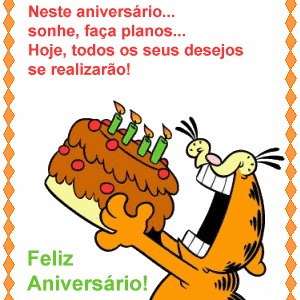 Neste aniversário...
sonhe, faça planos...
Hoje, todos os seus desejos
se realizarão!
Feliz
Aniversário!